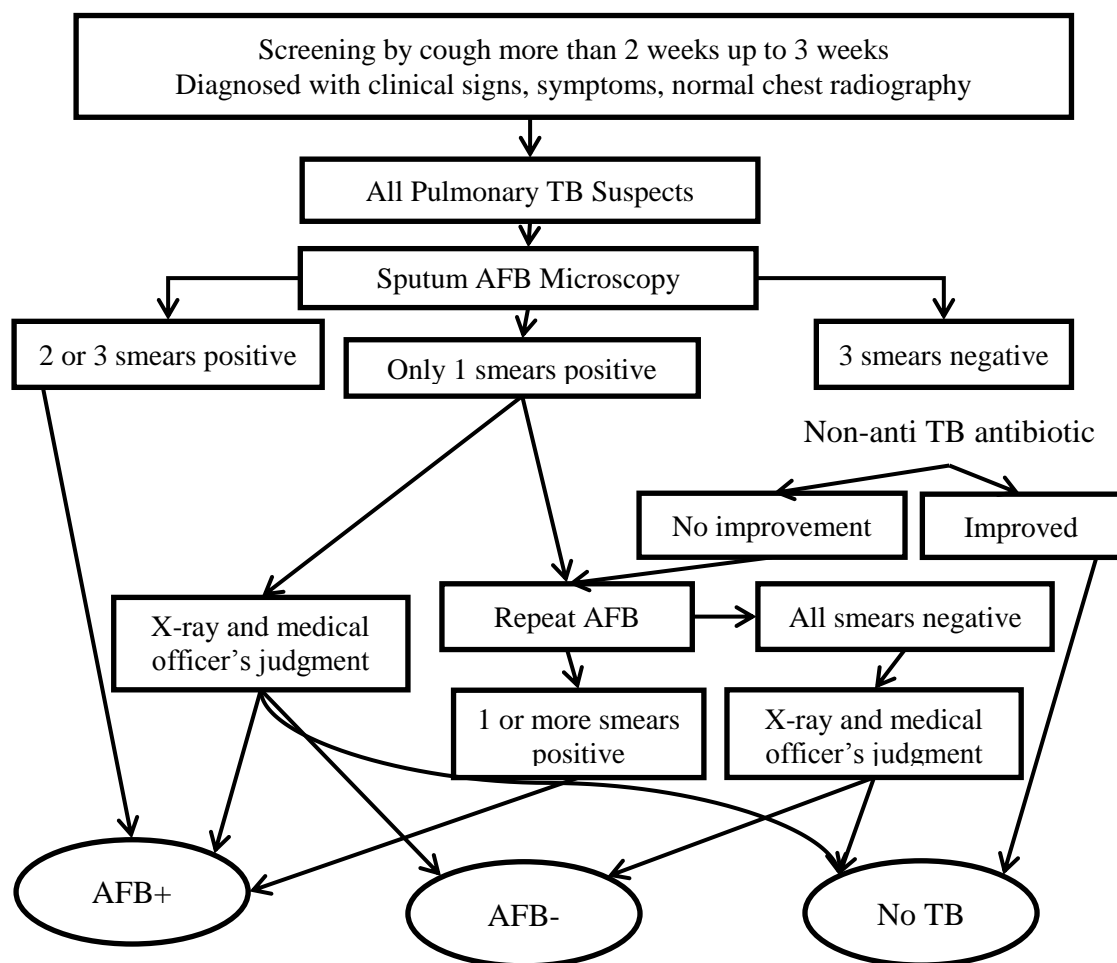 Screening by cough more than 2 weeks up to 3 weeks
Diagnosed with clinical signs, symptoms, normal chest radiography
All Pulmonary TB Suspects
Sputum AFB Microscopy
2 or 3 smears positive
Only 1 smears positive
3 smears negative
Non-anti TB antibiotic
No improvement
Improved
X-ray and medical
officer's judgment
Repeat AFB
All smears negative
1 or more smears
positive
X-ray and medical
officer's judgment
AFB+
AFB-
No TB